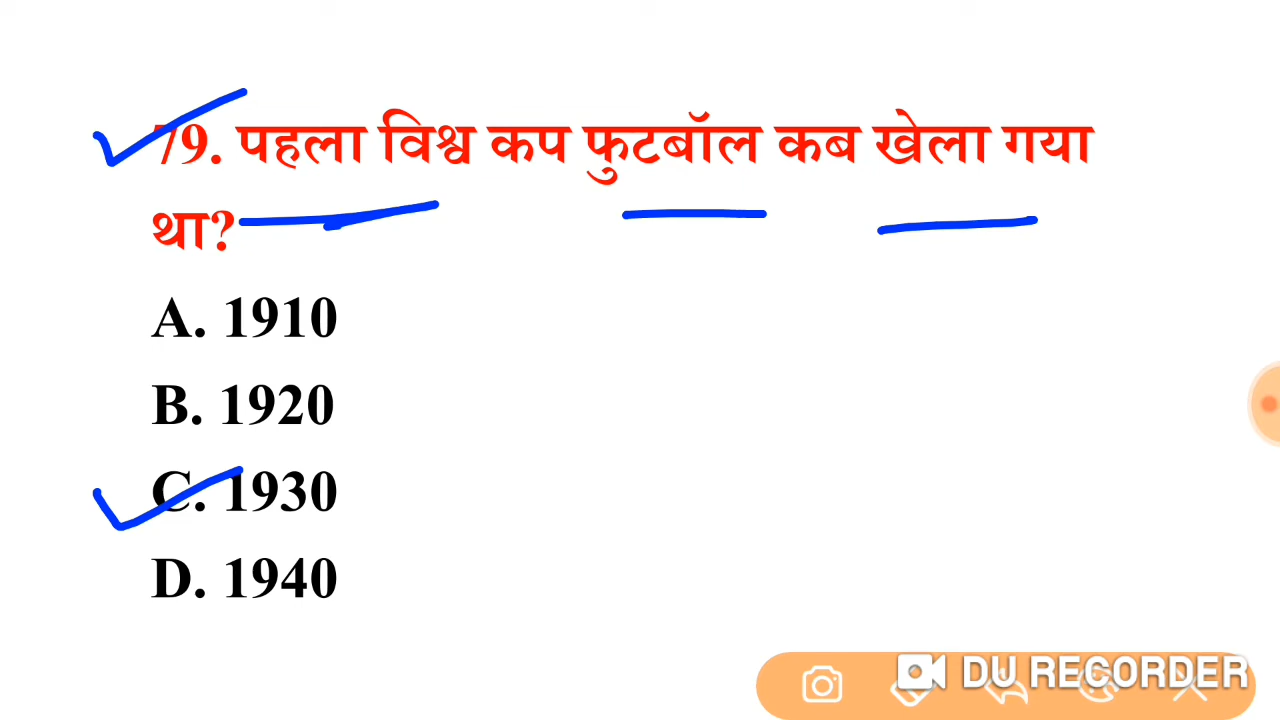 79. पहला विश्व कप फुटबॉल कब खेला गया
था?
A. 1910
B. 1920
C. 1930
D. 1940
DU RECORDER